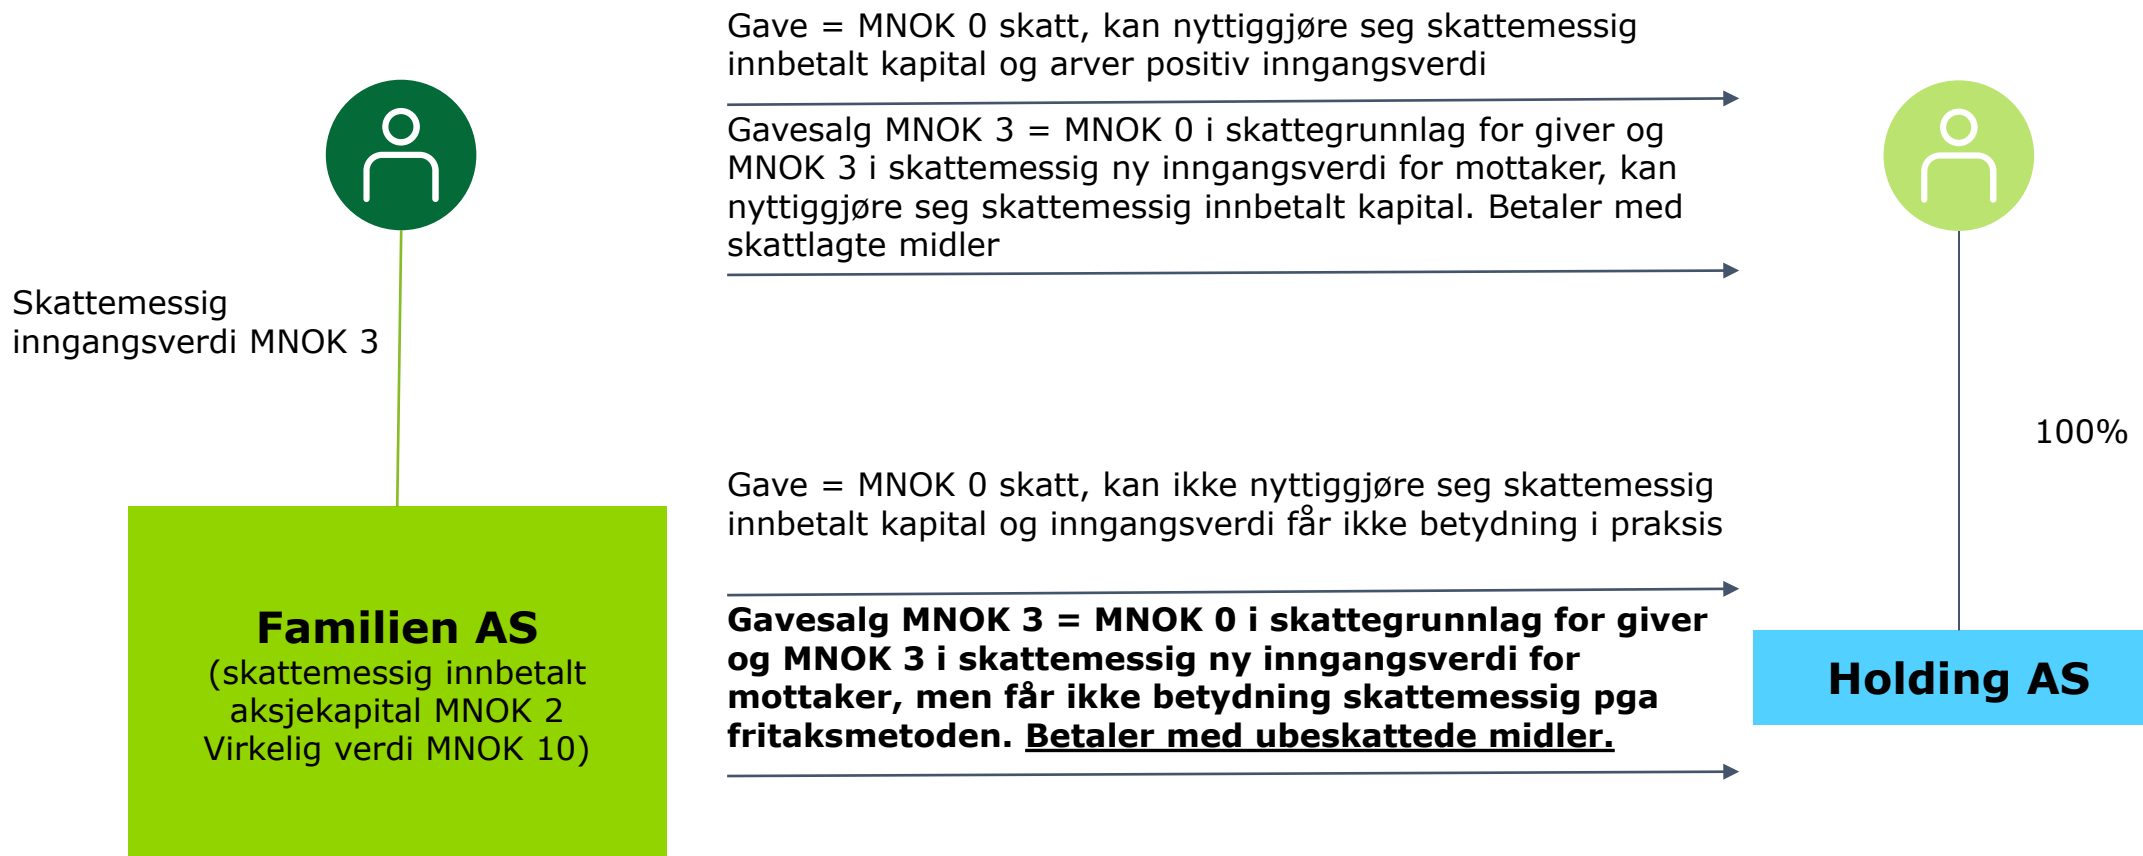 Gave = MNOK 0 skatt, kan nyttiggjøre seg skattemessig
innbetalt kapital og arver positiv inngangsverdi
Gavesalg MNOK 3 = MNOK 0 i skattegrunnlag for giver og
MNOK 3 i skattemessig ny inngangsverdi for mottaker, kan
nyttiggjøre seg skattemessig innbetalt kapital. Betaler med
skattlagte midler
Skattemessig
inngangsverdi MNOK 3
100%
Gave = MNOK 0 skatt, kan ikke nyttiggjøre seg skattemessig
innbetalt kapital og inngangsverdi får ikke betydning i praksis
Familien AS
(skattemessig innbetalt
aksjekapital MNOK 2
Virkelig verdi MNOK 10)
Gavesalg MNOK 3 = MNOK 0 i skattegrunnlag for giver
og MNOK 3 i skattemessig ny inngangsverdi for
mottaker, men får ikke betydning skattemessig pga
fritaksmetoden. Betaler med ubeskattede midler.
Holding AS